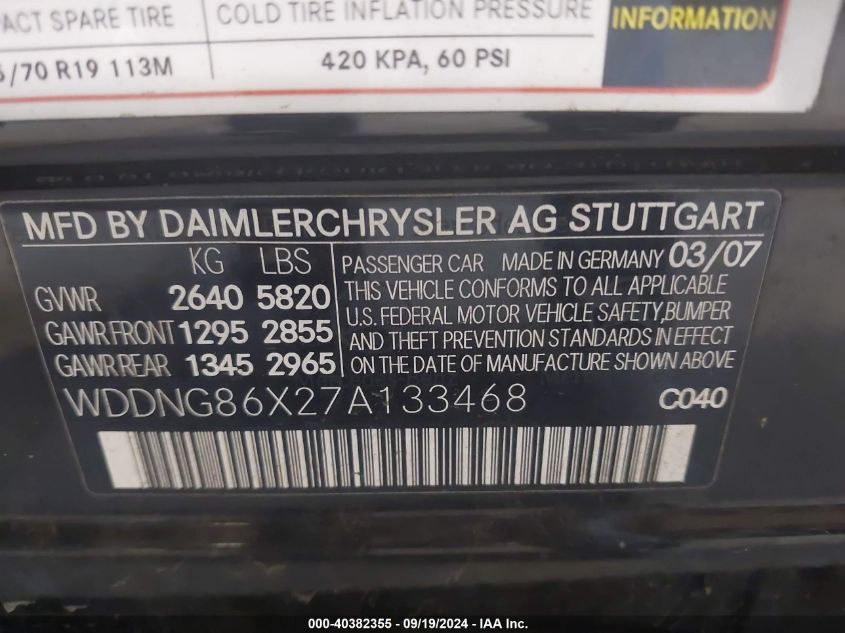 ACT SPARE TIRE COLD TIRE INFLATION PRESSURE INFORMATION
/70 R19 113M 420 KPA, 60 PSI
MFD BY DAIMLERCHRYSLER AG STUTTGART
KG LBS PASSENGER CAR MADE IN GERMANY 03/07
GVWR 2640 5820 THIS VEHICLE CONFORMS TO ALL APPLICABLE
GAWR FRONT 1295 2855 U.S. FEDERAL MOTOR VEHICLE SAFETY, BUMPER
GAWR REAR 1345 2965 AND THEFT PREVENTION STANDARDS IN EFFECT
ON THE DATE OF MANUFACTURE SHOWN ABOVE
WDDNG86X27A133468 C040
000-40382355 - 09/19/2024 - IAA Inc.